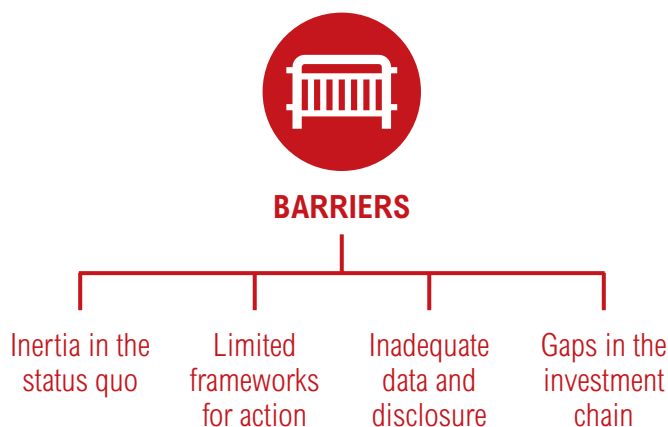 BARRIERS
Inertia in the
status quo
Limited
frameworks
for action
Inadequate
data and
disclosure
Gaps in the
investment
chain